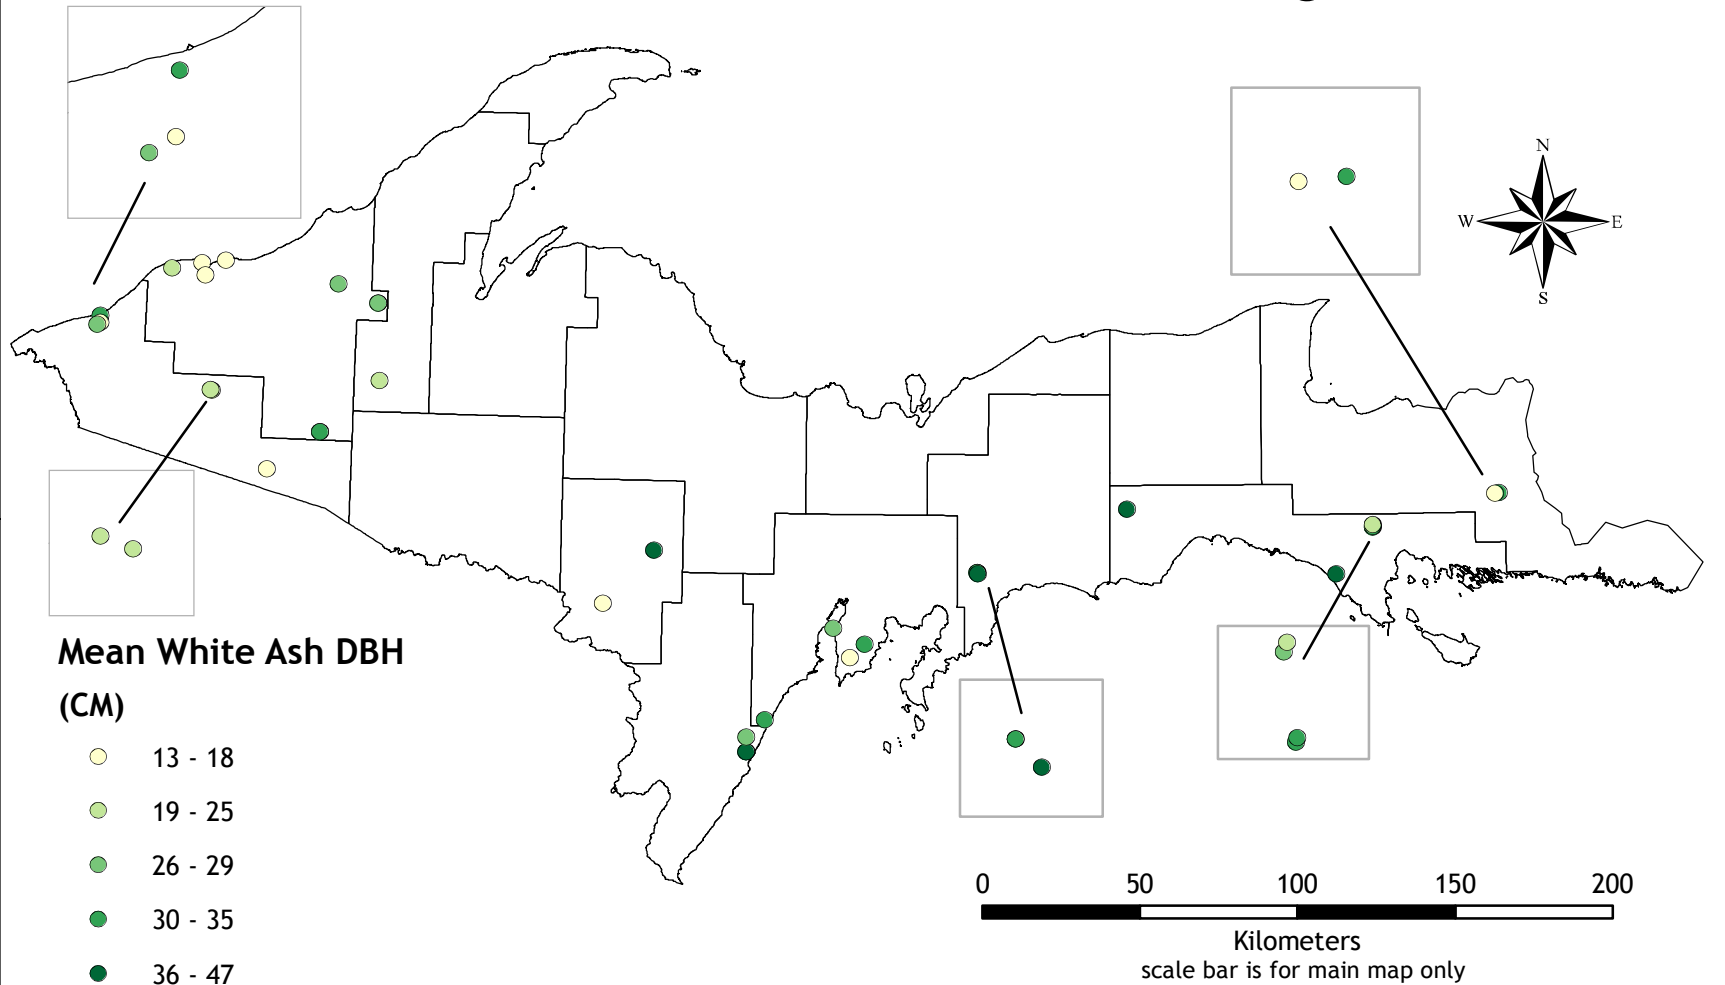 N
W E
S
Mean White Ash DBH
(CM)
13 - 18
19 - 25
26 - 29
30 - 35
36 - 47
0 50 100 150 200
Kilometers
scale bar is for main map only